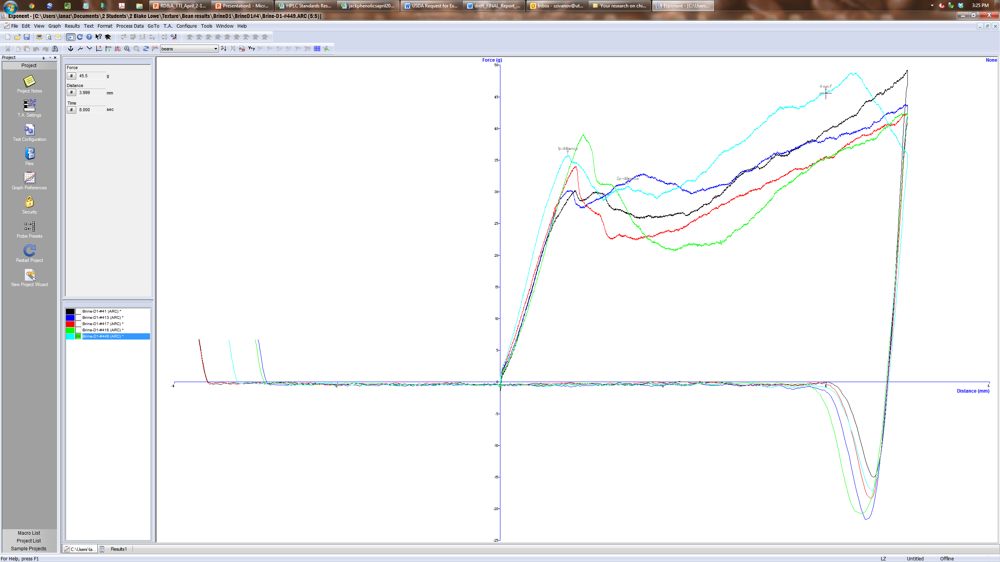 RD&A_TTI_April_2-1...
Presentation1 - Micr...
HPLC Standards Res...
jackphenolicsapril20...
USDA Request for Ex...
dreft_FINAL_Report_...
Inbox - szivanov@ut...
Your research on chi...
Exponent - [C:\Users...
3:25 PM
Exponent - [C:\Users\lanaz\Documents\2 Students\2 Blake Lowe\Texture\Bean results\BrineD1\BrineD1#4\Brine-D1-#449.ARC (5:5)]
File Edit View Graph Results Text Format Process Data GoTo T.A. Configure Tools Window Help
beans
Project
Project
Project Notes
T.A. Settings
Test Configuration
Files
Graph Preferences
Security
Probe Presets
Restart Project
New Project Wizard
Macro List
Project List
Sample Projects
Force
# 45.5 g
Distance
# 3.999 mm
Time
# 8.000 sec
Brine-D1-#41 (ARC) *
Brine-D1-#413 (ARC) *
Brine-D1-#417 (ARC) *
Brine-D1-#418 (ARC) *
Brine-D1-#449 (ARC) *
Force (g)
None
50
45
40
35
30
25
20
15
10
5
0
-5
-10
-15
-20
-25
4 mm F
1p distance
2p-distance
-4
-2
0
2
4
6
Distance (mm)
C:\Users\la...
Results1
For Help, press F1
LZ
Untitled
Offline